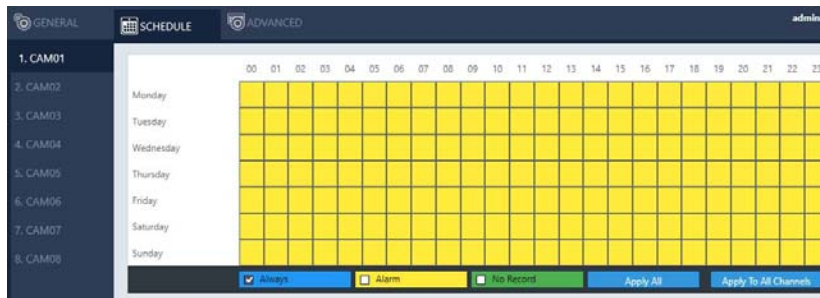 GENERAL SCHEDULE ADVANCED admin
1. CAM01
00 01 02 03 04 05 06 07 08 09 10 11 12 13 14 15 16 17 18 19 20 21 22 23
2. CAM02
Monday
3. CAM03
Tuesday
4. CAM04
Wednesday
5. CAM05
Thursday
6. CAM06
Friday
7. CAM07
Saturday
8. CAM08
Sunday
Always Alarm No Record Apply All Apply To All Channels